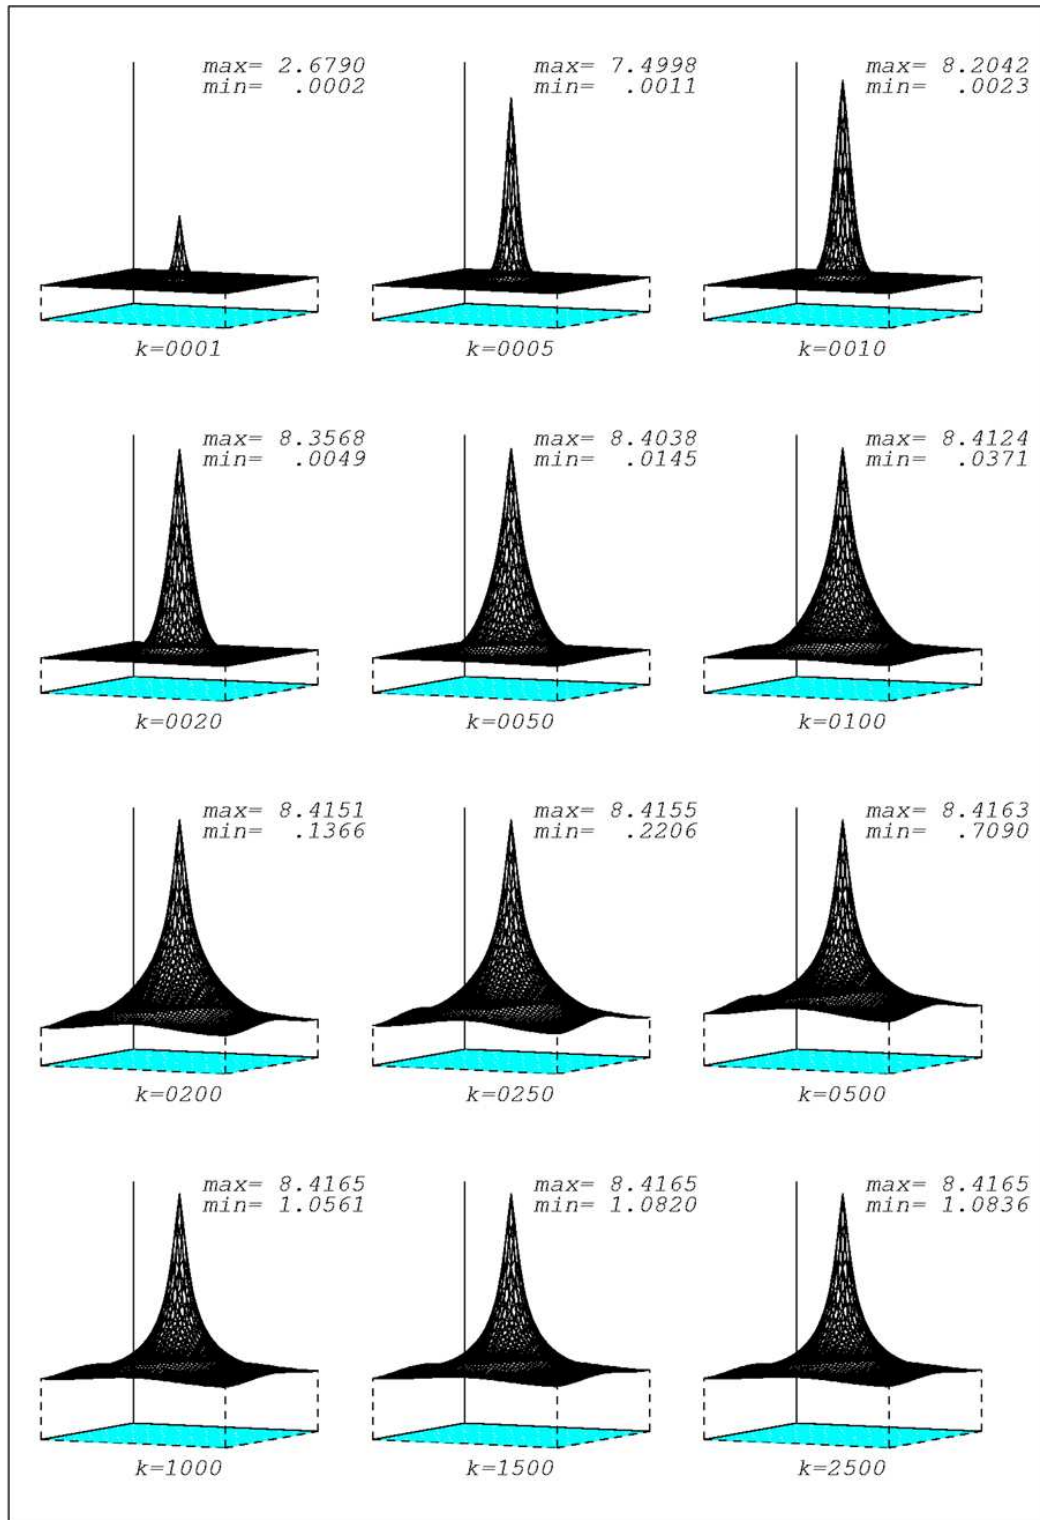 max= 2.6790
min= .0002
k=0001
max= 7.4998
min= .0011
k=0005
max= 8.2042
min= .0023
k=0010
max= 8.3568
min= .0049
k=0020
max= 8.4038
min= .0145
k=0050
max= 8.4124
min= .0371
k=0100
max= 8.4151
min= .1366
k=0200
max= 8.4155
min= .2206
k=0250
max= 8.4163
min= .7090
k=0500
max= 8.4165
min= 1.0561
k=1000
max= 8.4165
min= 1.0820
k=1500
max= 8.4165
min= 1.0836
k=2500